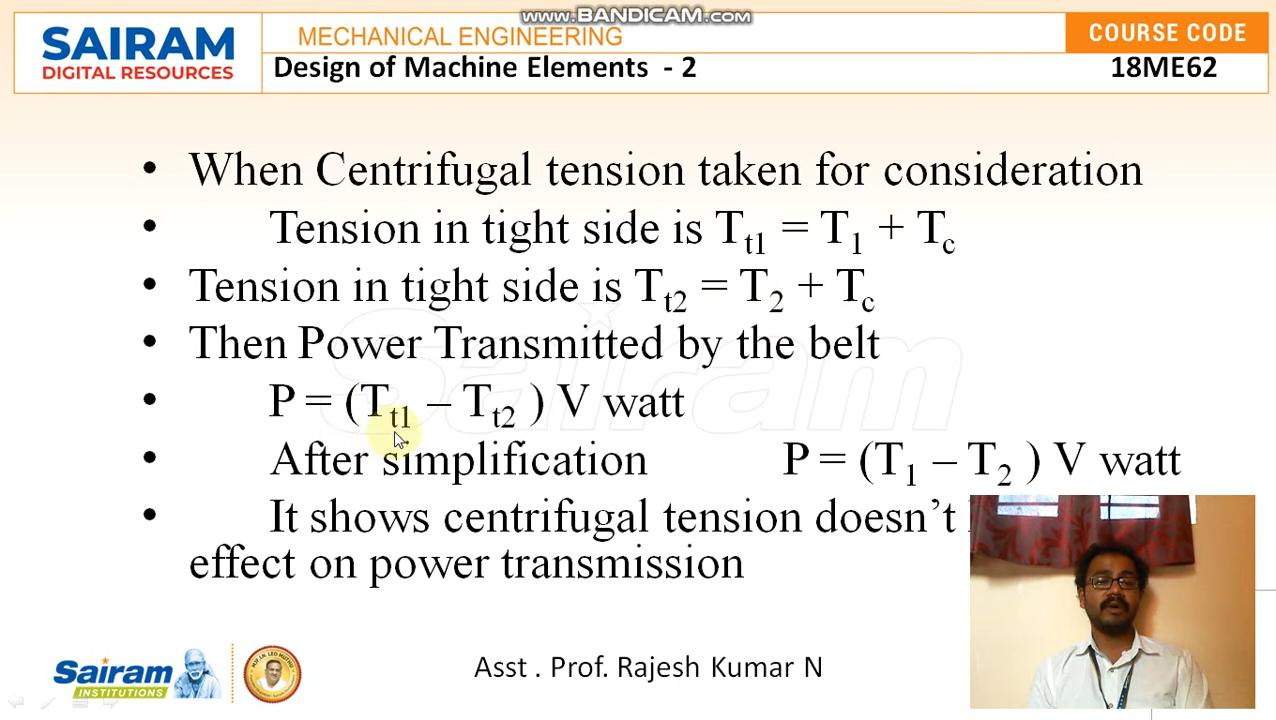 www.BANDICAM.com
SAIRAM
DIGITAL RESOURCES
MECHANICAL ENGINEERING
COURSE CODE
Design of Machine Elements - 2
18ME62
• When Centrifugal tension taken for consideration
• Tension in tight side is Tt1 = T1 + Tc
• Tension in tight side is Tt2 = T2 + Tc
• Then Power Transmitted by the belt
• P = (Tt1 – Tt2 ) V watt
• After simplification P = (T1 – T2 ) V watt
• It shows centrifugal tension doesn’t
effect on power transmission
Sairam
Sairam
INSTITUTIONS
Asst . Prof. Rajesh Kumar N